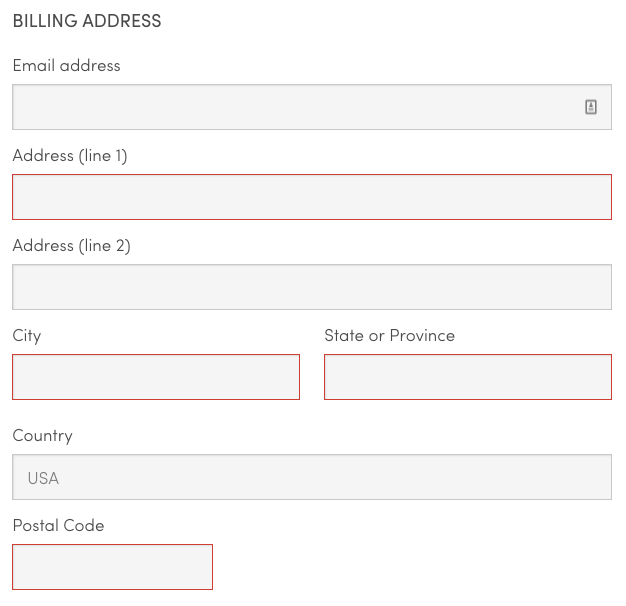 BILLING ADDRESS
Email address
Address (line 1)
Address (line 2)
City State or Province
Country
USA
Postal Code